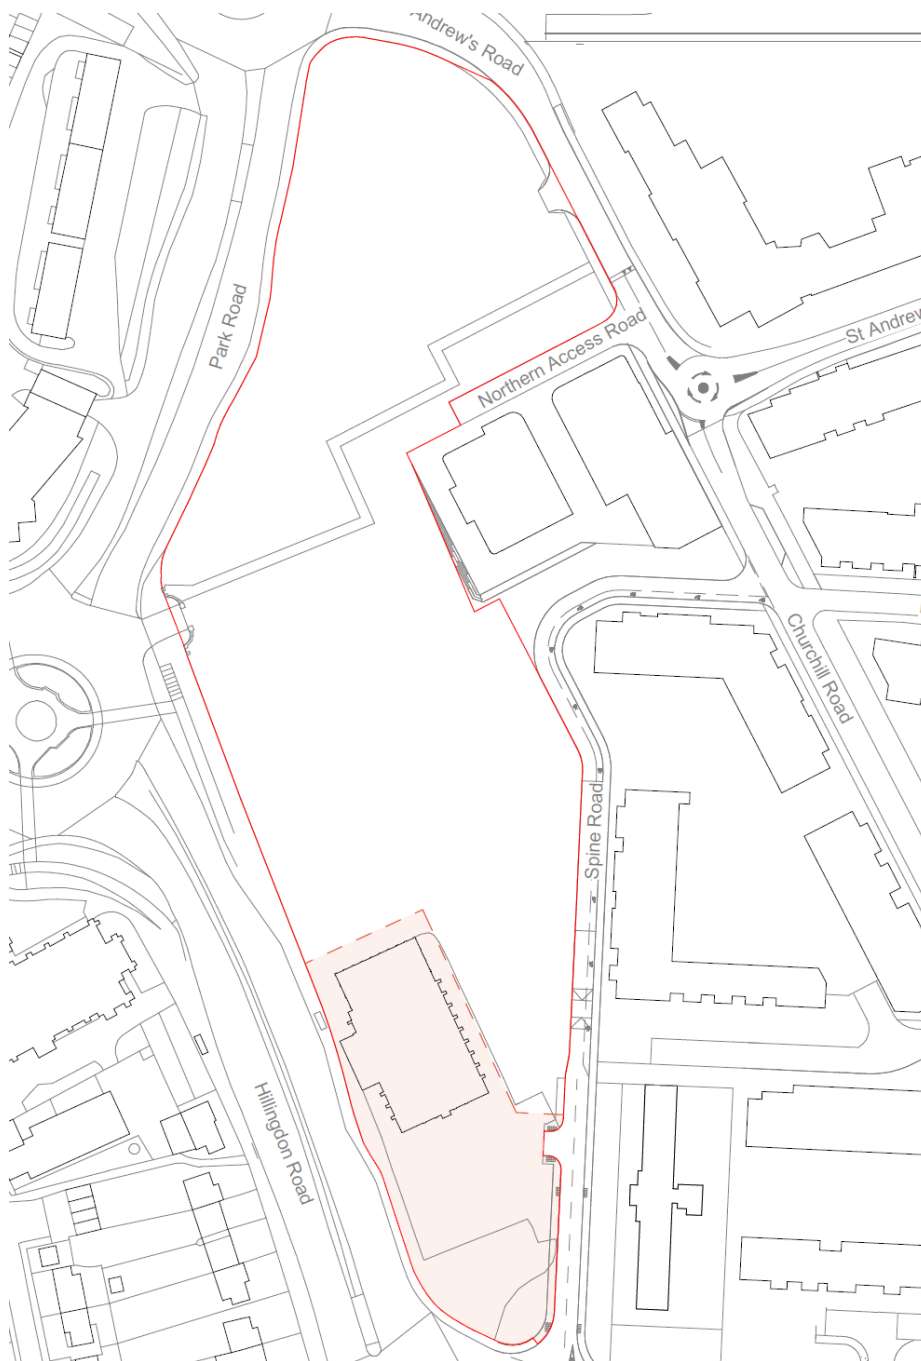 Andrew's Road
Park Road
Northern Access Road
St Andrew
Churchill Road
Spine Road
Hillingdon Road